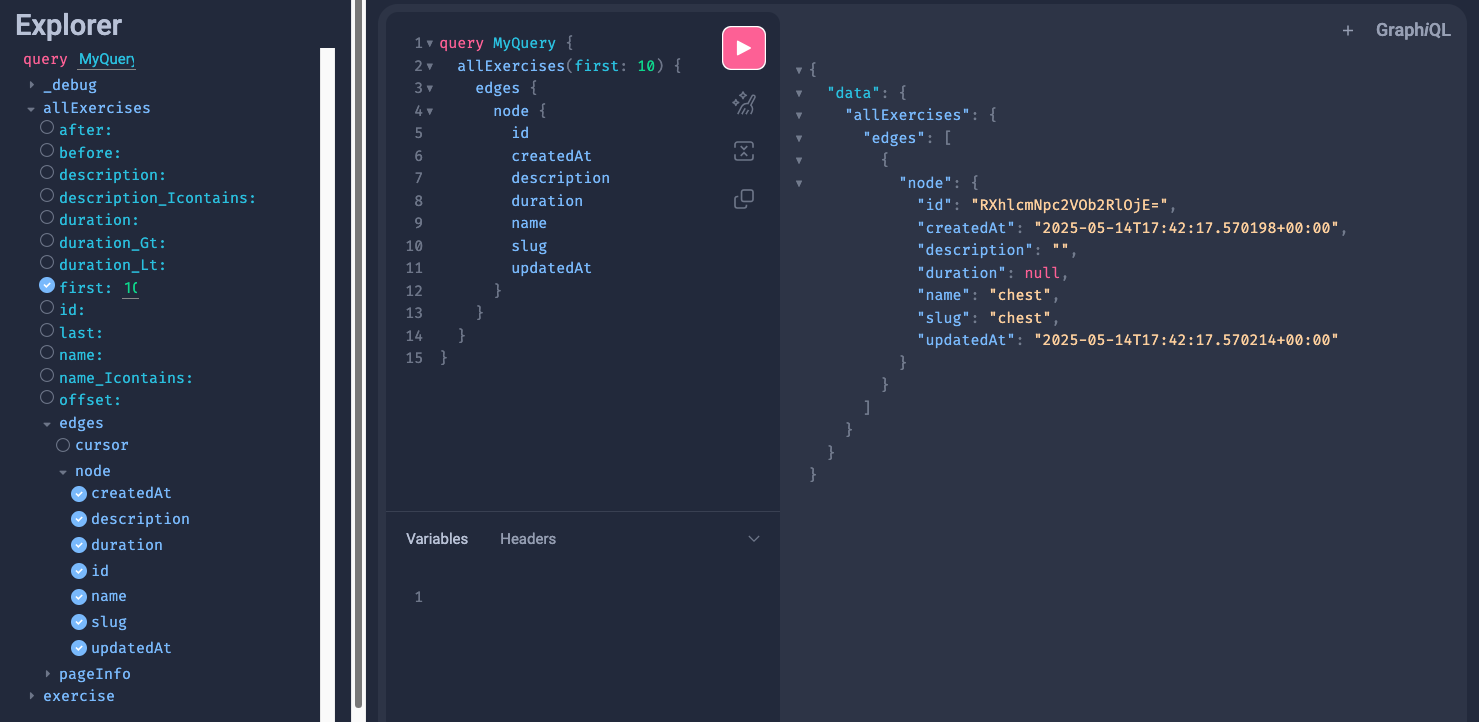 Explorer
query MyQuery
_debug
allExercises
after:
before:
description:
description_Icontains:
duration:
duration_Gt:
duration_Lt:
first: 10
id:
last:
name:
name_Icontains:
offset:
edges
cursor
node
createdAt
description
duration
id
name
slug
updatedAt
pageInfo
exercise
1 query MyQuery {
2 allExercises(first: 10) {
3 edges {
4 node {
5 id
6 createdAt
7 description
8 duration
9 name
10 slug
11 updatedAt
12 }
13 }
14 }
15 }
Variables Headers
1
+ GraphiQL
{
"data": {
"allExercises": {
"edges": [
{
"node": {
"id": "RXhlcmNpc2VOb2RlOjE=",
"createdAt": "2025-05-14T17:42:17.570198+00:00",
"description": "",
"duration": null,
"name": "chest",
"slug": "chest",
"updatedAt": "2025-05-14T17:42:17.570214+00:00"
}
}
]
}
}
}